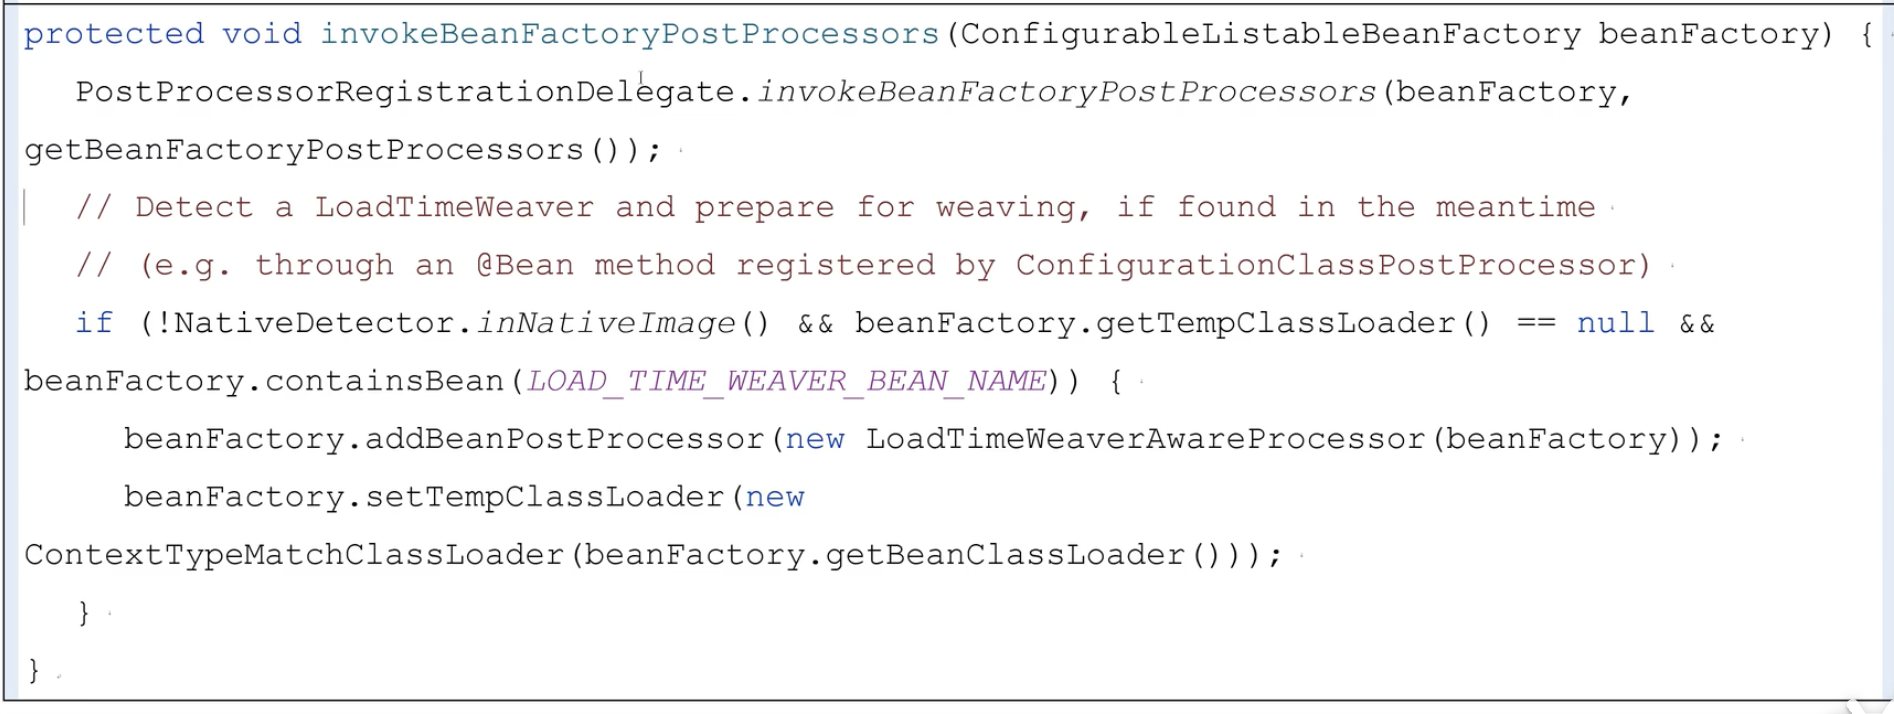 protected void invokeBeanFactoryPostProcessors(ConfigurableListableBeanFactory beanFactory) {
PostProcessorRegistrationDelegate.invokeBeanFactoryPostProcessors(beanFactory,
getBeanFactoryPostProcessors());
// Detect a LoadTimeWeaver and prepare for weaving, if found in the meantime
// (e.g. through an @Bean method registered by ConfigurationClassPostProcessor)
if (!NativeDetector.inNativeImage() && beanFactory.getTempClassLoader() == null &&
beanFactory.containsBean(LOAD_TIME_WEAVER_BEAN_NAME)) {
beanFactory.addBeanPostProcessor(new LoadTimeWeaverAwareProcessor(beanFactory));
beanFactory.setTempClassLoader(new
ContextTypeMatchClassLoader(beanFactory.getBeanClassLoader()));
}
}